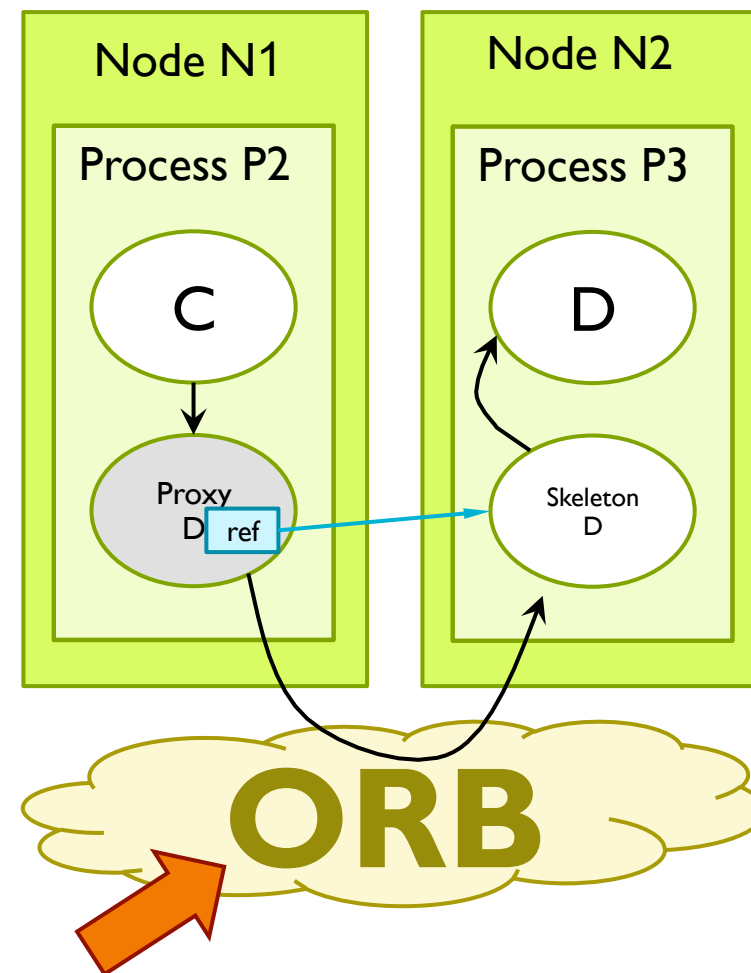 Node N1
Process P2
C
Proxy
D
ref
Node N2
Process P3
D
Skeleton
D
ORB